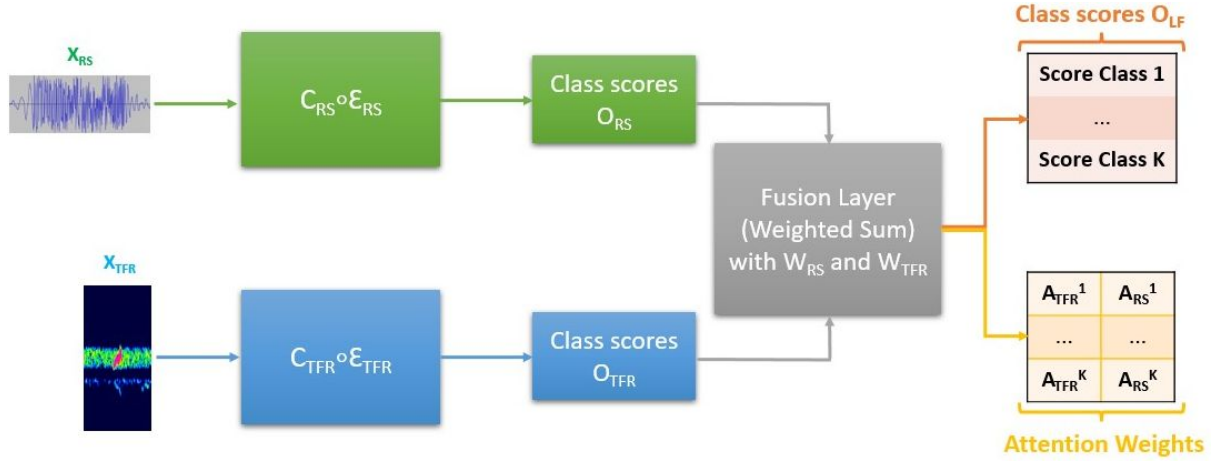 X_RS
C_RS∘Ɛ_RS
Class scores
O_RS
X_TFR
C_TFR∘Ɛ_TFR
Class scores
O_TFR
Fusion Layer
(Weighted Sum)
with W_RS and W_TFR
Class scores O_LF
Score Class 1
...
Score Class K
A_TFR^1 A_RS^1
... ...
A_TFR^K A_RS^K
Attention Weights